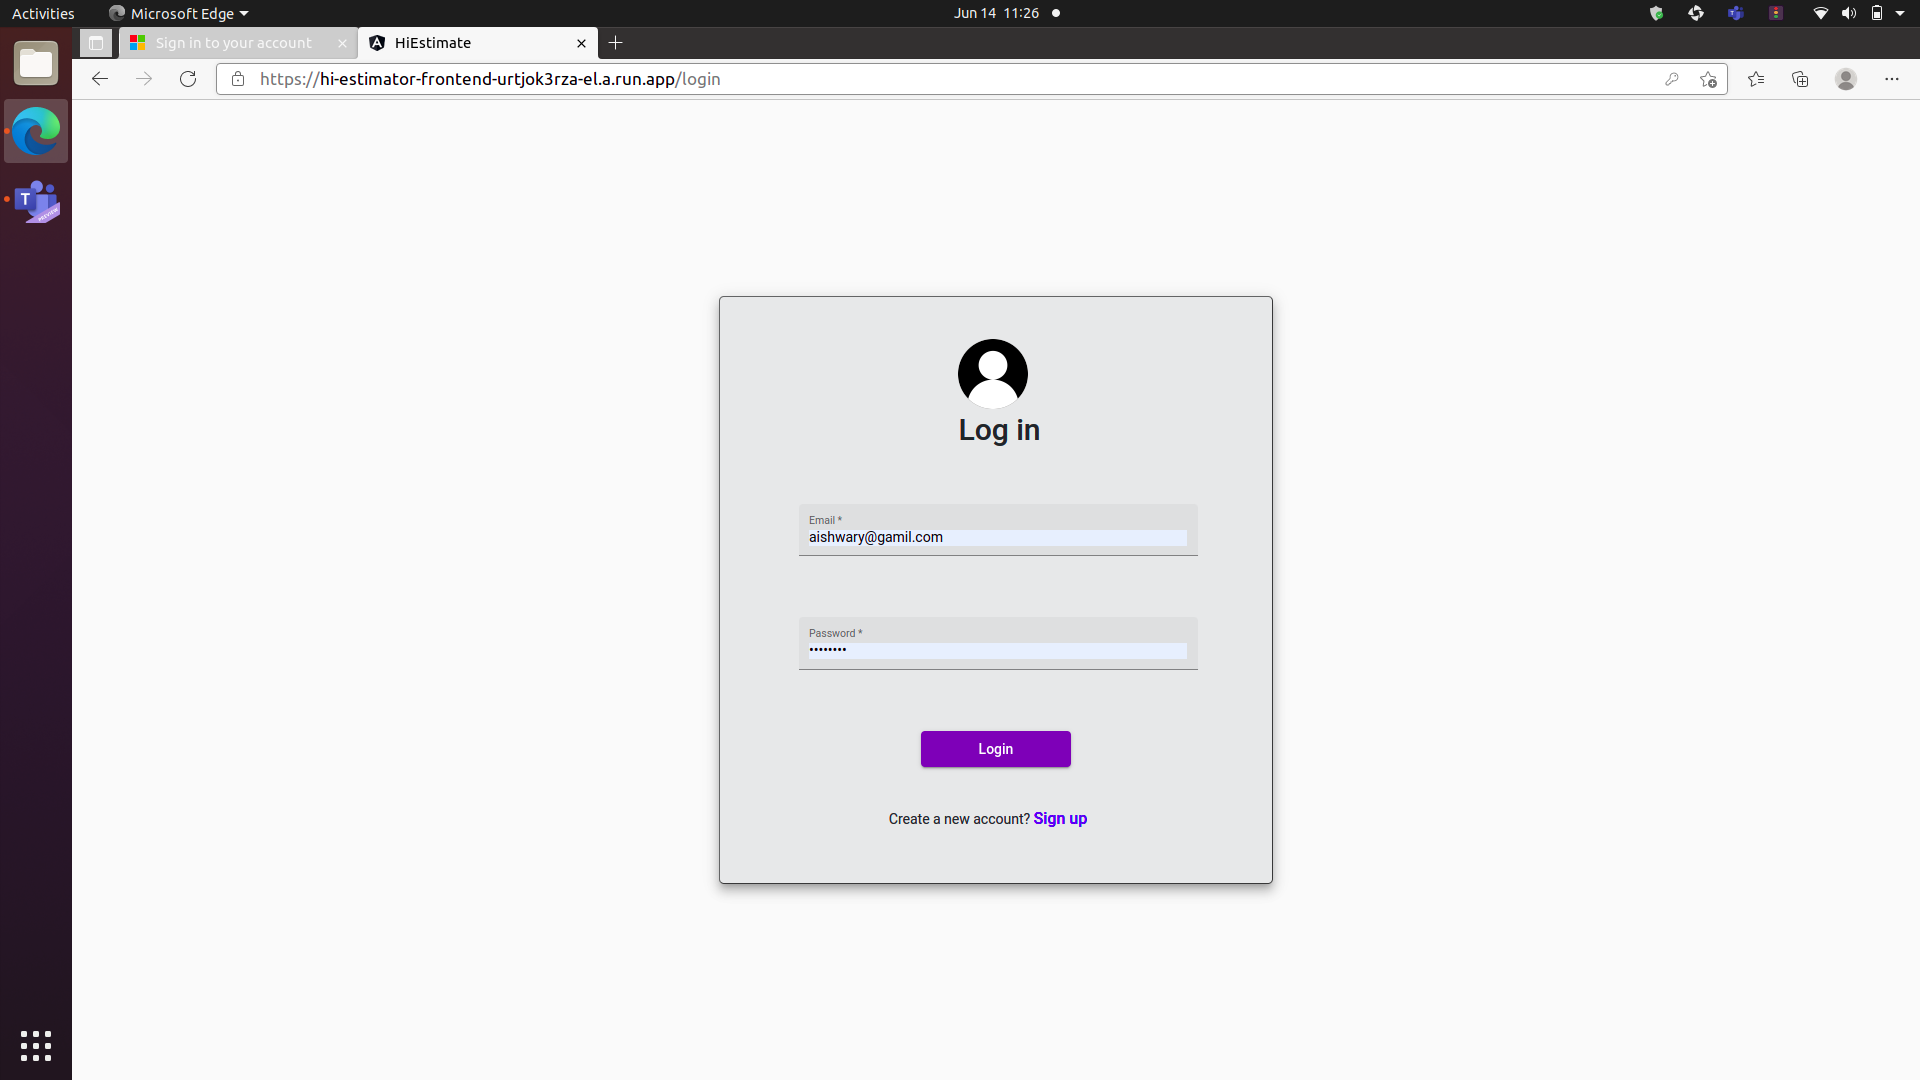 Activities
Microsoft Edge
Jun 14 11:26
Sign in to your account
HiEstimate
https://hi-estimator-frontend-urtjok3rza-el.a.run.app/login
T
PREVIEW
Log in
Email *
aishwary@gamil.com
Password *
••••••••
Login
Create a new account? Sign up